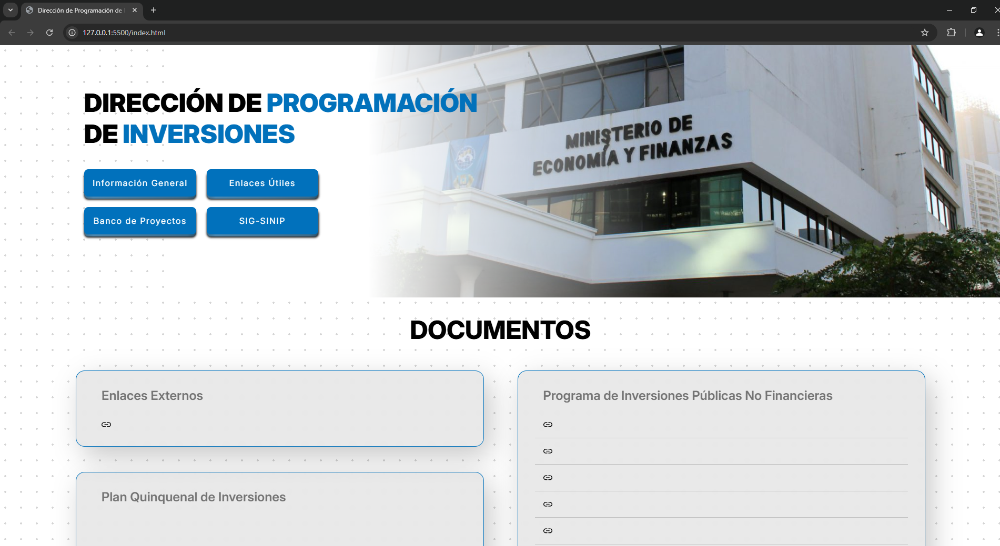 Dirección de Programación de
127.0.0.1:5500/index.html
DIRECCIÓN DE PROGRAMACIÓN
DE INVERSIONES
MINISTERIO DE
ECONOMÍA Y FINANZAS
Información General
Enlaces Útiles
Banco de Proyectos
SIG-SINIP
DOCUMENTOS
Enlaces Externos
Plan Quinquenal de Inversiones
Programa de Inversiones Públicas No Financieras